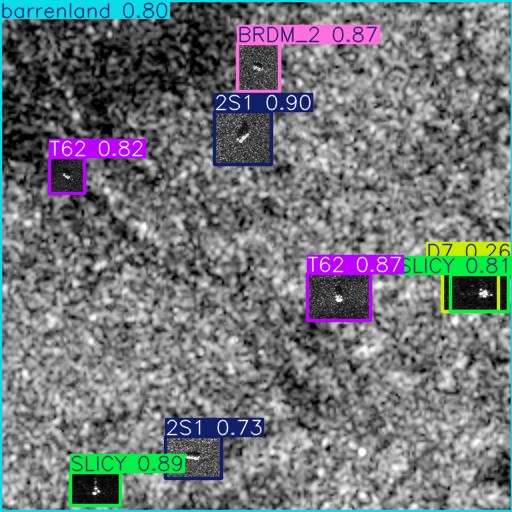 barrenland 0.80
BRDM_2 0.87
2S1 0.90
T62 0.82
D7 0.26
T62 0.87
SLICY 0.81
2S1 0.73
SLICY 0.89